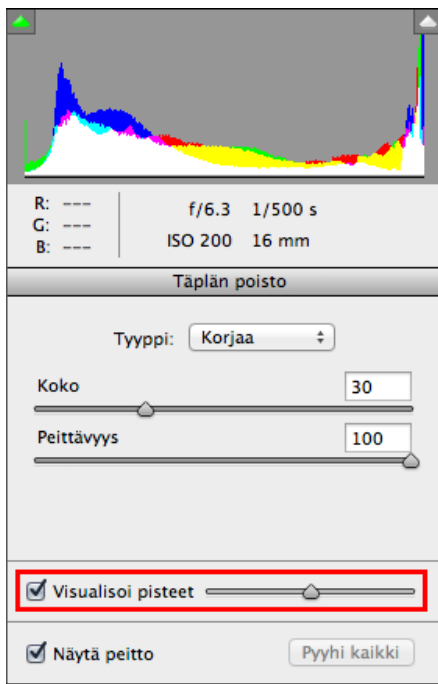 R: ---
G: ---
B: ---
f/6.3 1/500 s
ISO 200 16 mm
Täplän poisto
Tyyppi: Korjaa
Koko 30
Peittävyys 100
Visualisoi pisteet
Näytä peitto Pyyhi kaikki